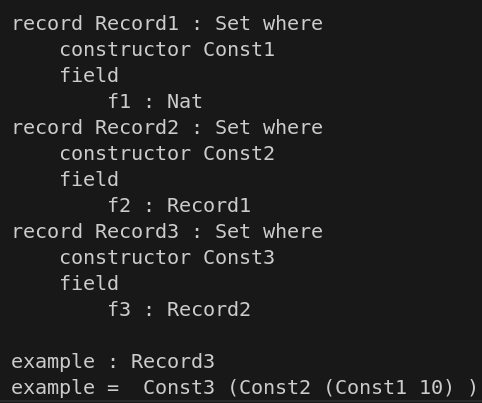 record Record1 : Set where
    constructor Const1
    field
        f1 : Nat
record Record2 : Set where
    constructor Const2
    field
        f2 : Record1
record Record3 : Set where
    constructor Const3
    field
        f3 : Record2

example : Record3
example =  Const3 (Const2 (Const1 10) )